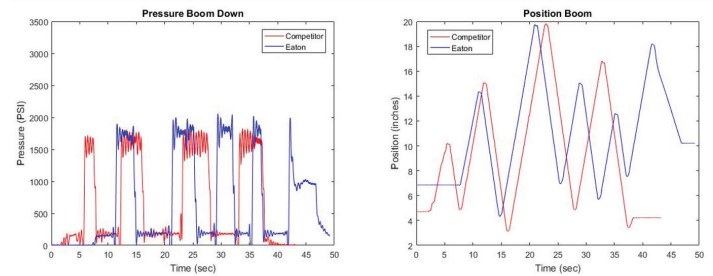 Pressure Boom Down
3500
3000
2500
2000
1500
1000
500
0
Pressure (PSI)
Competitor
Eaton
0 5 10 15 20 25 30 35 40 45 50
Time (sec)
Position Boom
20
18
16
14
12
10
8
6
4
2
Position (inches)
Competitor
Eaton
0 5 10 15 20 25 30 35 40 45 50
Time (sec)